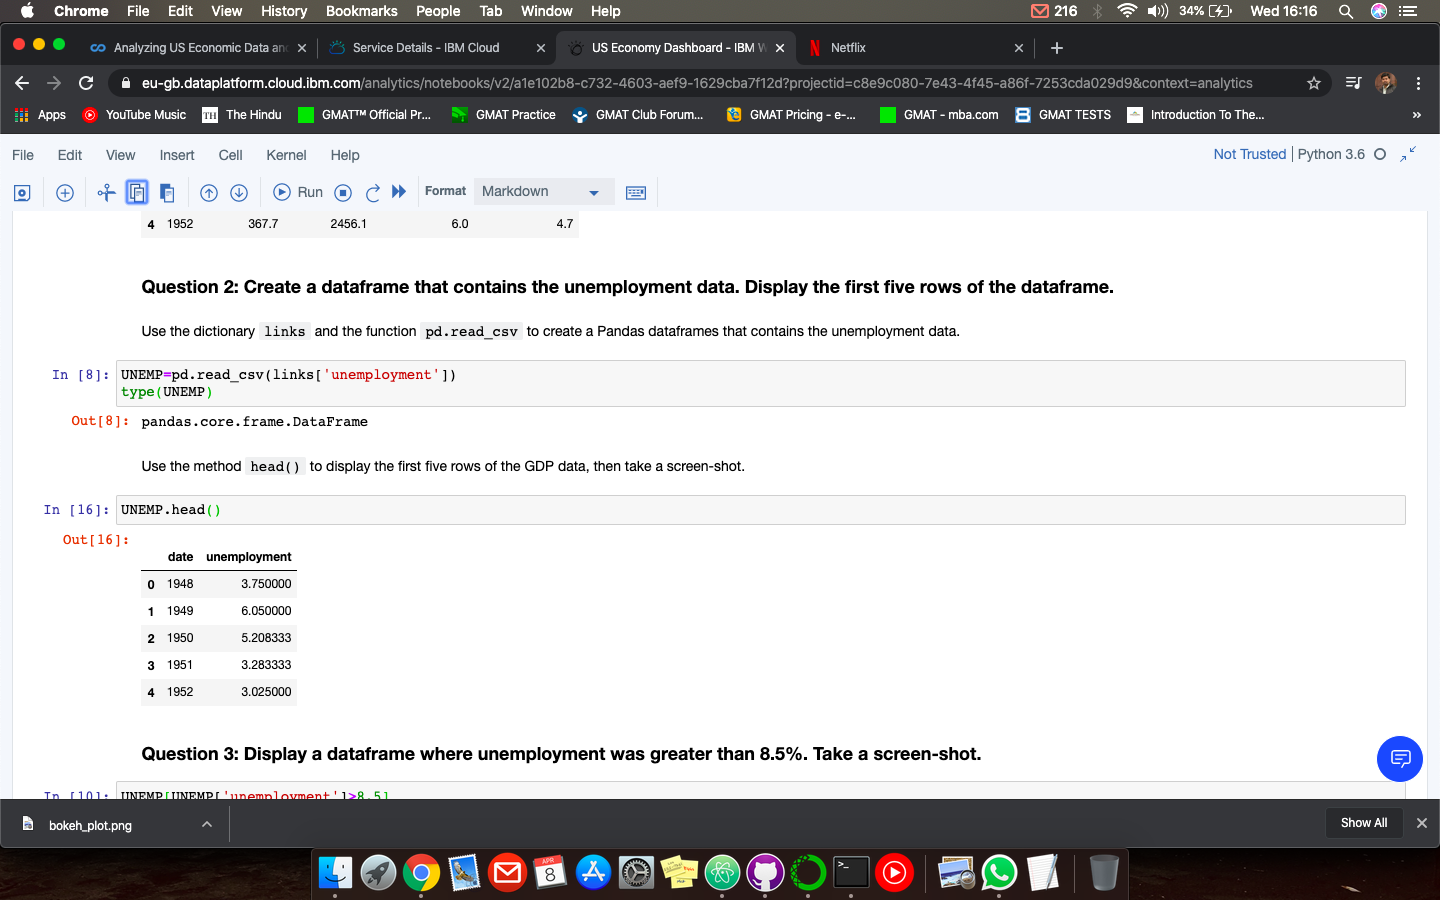 Chrome File Edit View History Bookmarks People Tab Window Help 216 34% Wed 16:16
Analyzing US Economic Data an
Service Details - IBM Cloud
US Economy Dashboard - IBM W
Netflix
eu-gb.dataplatform.cloud.ibm.com/analytics/notebooks/v2/a1e102b8-c732-4603-aef9-1629cba7f12d?projectid=c8e9c080-7e43-4f45-a86f-7253cda029d9&context=analytics
Apps YouTube Music TH The Hindu GMAT™ Official Pr... GMAT Practice GMAT Club Forum... GMAT Pricing - e-... GMAT - mba.com GMAT TESTS Introduction To The... »
File Edit View Insert Cell Kernel Help Not Trusted | Python 3.6
Run Format Markdown
4 1952 367.7 2456.1 6.0 4.7
Question 2: Create a dataframe that contains the unemployment data. Display the first five rows of the dataframe.
Use the dictionary links and the function pd.read_csv to create a Pandas dataframes that contains the unemployment data.
In [8]: UNEMP=pd.read_csv(links['unemployment'])
type(UNEMP)
Out[8]: pandas.core.frame.DataFrame
Use the method head() to display the first five rows of the GDP data, then take a screen-shot.
In [16]: UNEMP.head()
Out[16]:
date unemployment
0 1948 3.750000
1 1949 6.050000
2 1950 5.208333
3 1951 3.283333
4 1952 3.025000
Question 3: Display a dataframe where unemployment was greater than 8.5%. Take a screen-shot.
In [10]: UNEMP[UNEMP['unemployment']>8.5]
bokeh_plot.png
Show All
APR
8